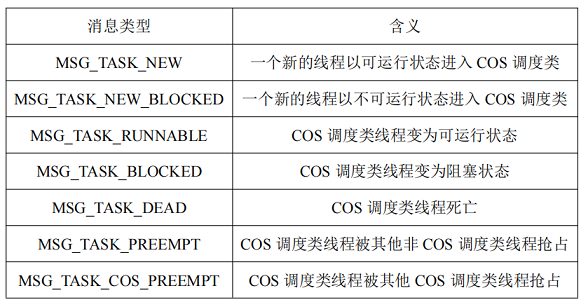 消息类型 含义
MSG_TASK_NEW 一个新的线程以可运行状态进入 COS 调度类
MSG_TASK_NEW_BLOCKED 一个新的线程以不可运行状态进入 COS 调度类
MSG_TASK_RUNNABLE COS 调度类线程变为可运行状态
MSG_TASK_BLOCKED COS 调度类线程变为阻塞状态
MSG_TASK_DEAD COS 调度类线程死亡
MSG_TASK_PREEMPT COS 调度类线程被其他非 COS 调度类线程抢占
MSG_TASK_COS_PREEMPT COS 调度类线程被其他 COS 调度类线程抢占